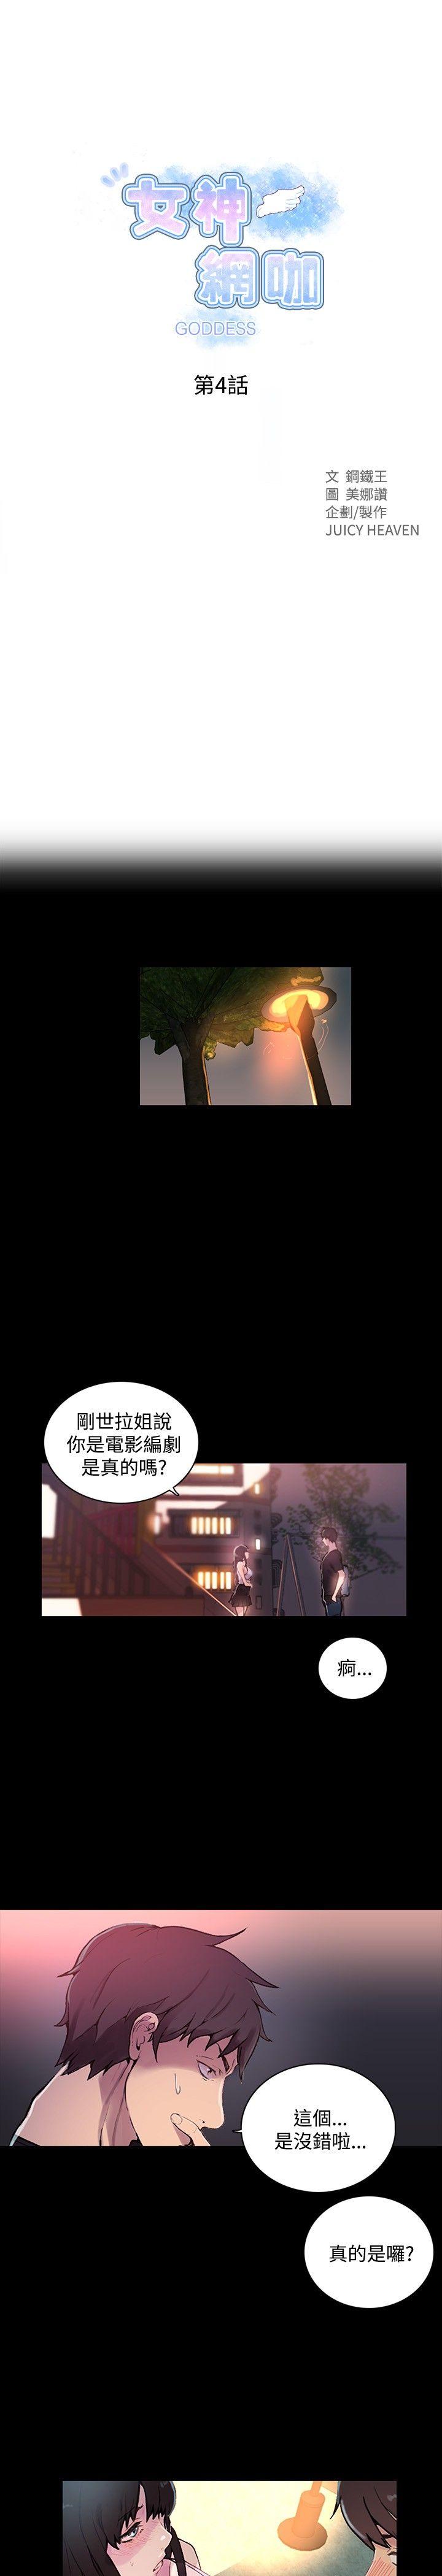 女神
網咖
GODDESS
第4話
文 鋼鐵王
圖 美娜讚
企劃/製作
JUICY HEAVEN
剛世拉姐說
你是電影編劇
是真的嗎?
痾...
這個...
是沒錯啦...
真的是囉?